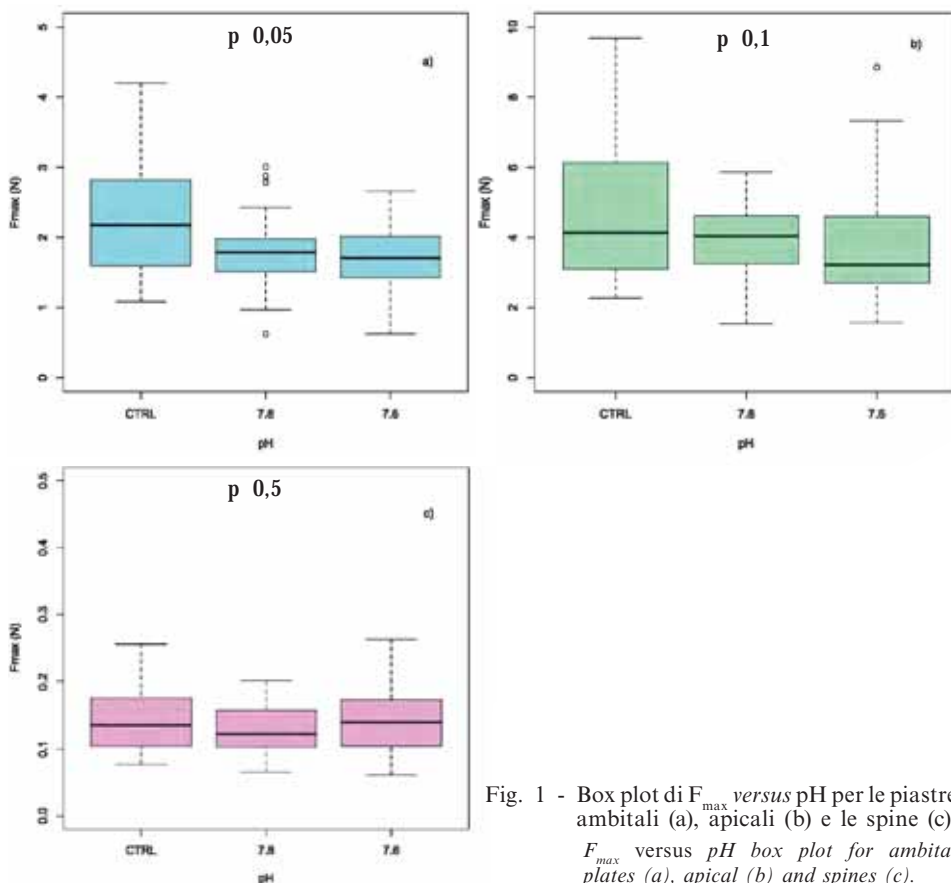 p 0,05
a)
5
4
3
2
1
0
Fmax (N)
CTRL 7.8 7.6
pH
p 0,1
b)
10
8
6
4
2
0
Fmax (N)
CTRL 7.8 7.6
pH
p 0,5
c)
0.5
0.4
0.3
0.2
0.1
0.0
Fmax (N)
CTRL 7.8 7.6
pH
Fig. 1 - Box plot di Fmax versus pH per le piastre
ambitali (a), apicali (b) e le spine (c)
Fmax versus pH box plot for ambita
plates (a), apical (b) and spines (c).